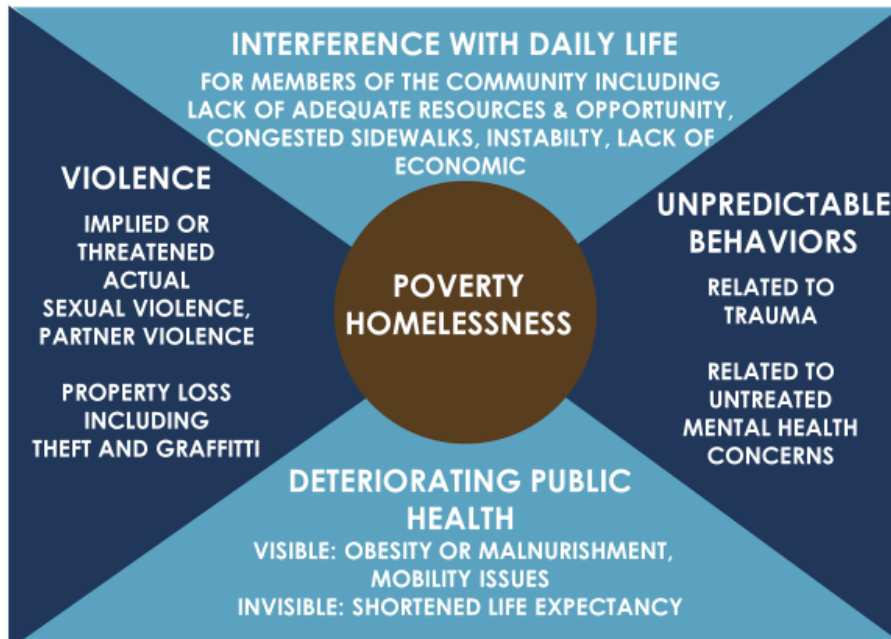 INTERFERENCE WITH DAILY LIFE
FOR MEMBERS OF THE COMMUNITY INCLUDING
LACK OF ADEQUATE RESOURCES & OPPORTUNITY,
CONGESTED SIDEWALKS, INSTABILTY, LACK OF
ECONOMIC
VIOLENCE
IMPLIED OR
THREATENED
ACTUAL
SEXUAL VIOLENCE,
PARTNER VIOLENCE
PROPERTY LOSS
INCLUDING
THEFT AND GRAFFITTI
POVERTY
HOMELESSNESS
UNPREDICTABLE
BEHAVIORS
RELATED TO
TRAUMA
RELATED TO
UNTREATED
MENTAL HEALTH
CONCERNS
DETERIORATING PUBLIC
HEALTH
VISIBLE: OBESITY OR MALNURISHMENT,
MOBILITY ISSUES
INVISIBLE: SHORTENED LIFE EXPECTANCY